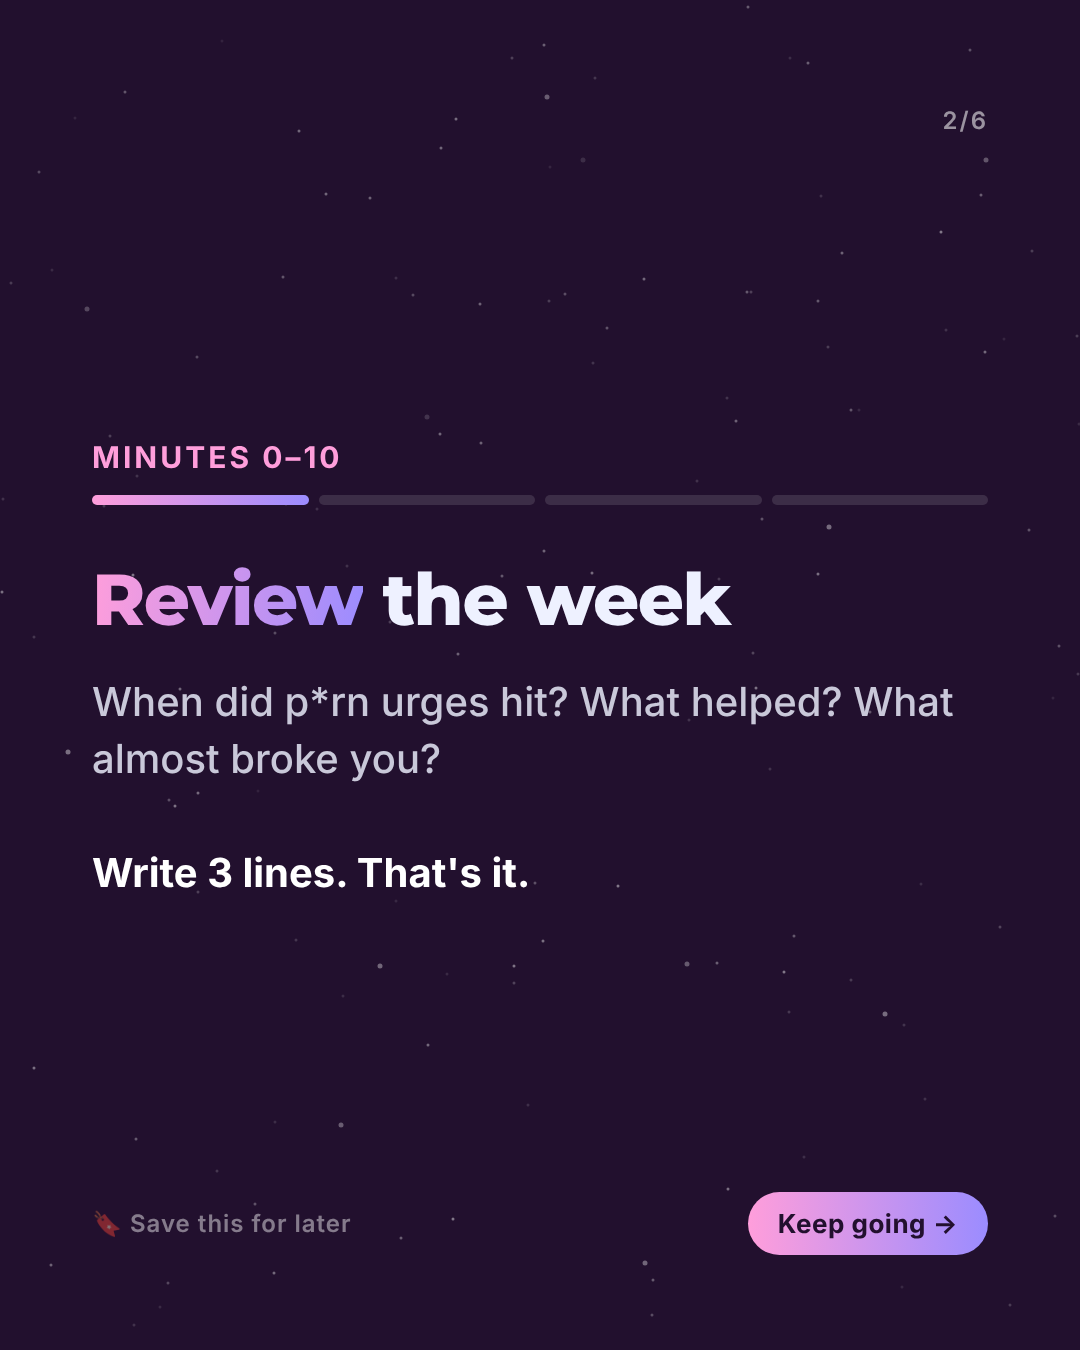 2/6
MINUTES 0–10
Review the week
When did p*rn urges hit? What helped? What
almost broke you?
Write 3 lines. That's it.
🔖 Save this for later
Keep going →